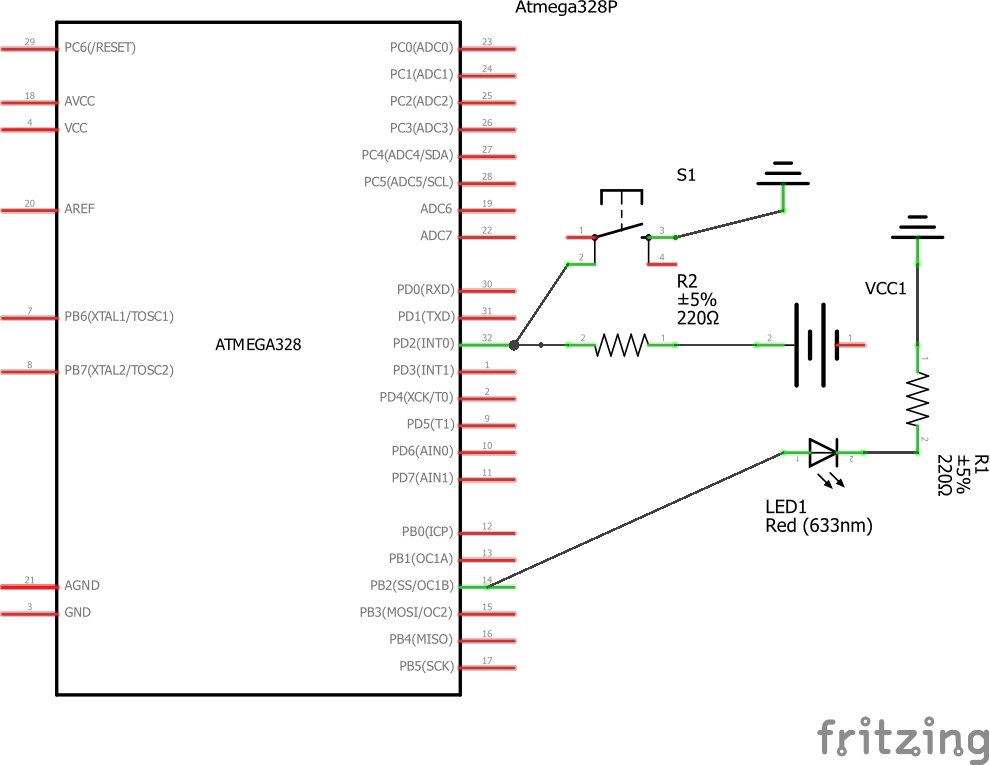 Atmega328P
29 PC6(/RESET) PC0(ADC0) 23
PC1(ADC1) 24
18 AVCC PC2(ADC2) 25
4 VCC PC3(ADC3) 26
PC4(ADC4/SDA) 27
PC5(ADC5/SCL) 28
20 AREF ADC6 19
ADC7 22
PD0(RXD) 30
7 PB6(XTAL1/TOSC1) PD1(TXD) 31
ATMEGA328 PD2(INT0) 32
8 PB7(XTAL2/TOSC2) PD3(INT1) 1
PD4(XCK/T0) 2
PD5(T1) 9
PD6(AIN0) 10
PD7(AIN1) 11
PB0(ICP) 12
PB1(OC1A) 13
21 AGND PB2(SS/OC1B) 14
3 GND PB3(MOSI/OC2) 15
PB4(MISO) 16
PB5(SCK) 17
S1
1 3
2 4
R2
±5%
220Ω
2 1
VCC1
2 1
1
2
R1
±5%
220Ω
1 2
LED1
Red (633nm)
fritzing